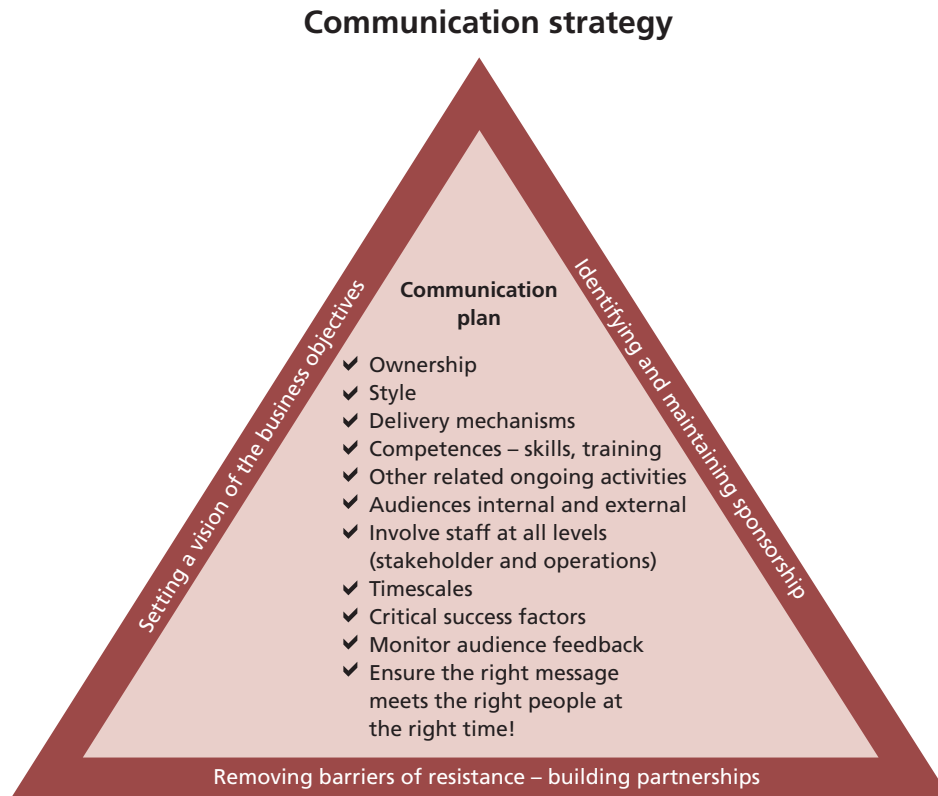 Communication strategy
Setting a vision of the business objectives
Identifying and maintaining sponsorship
Communication
plan
✔ Ownership
✔ Style
✔ Delivery mechanisms
✔ Competences – skills, training
✔ Other related ongoing activities
✔ Audiences internal and external
✔ Involve staff at all levels
(stakeholder and operations)
✔ Timescales
✔ Critical success factors
✔ Monitor audience feedback
✔ Ensure the right message
meets the right people at
the right time!
Removing barriers of resistance – building partnerships